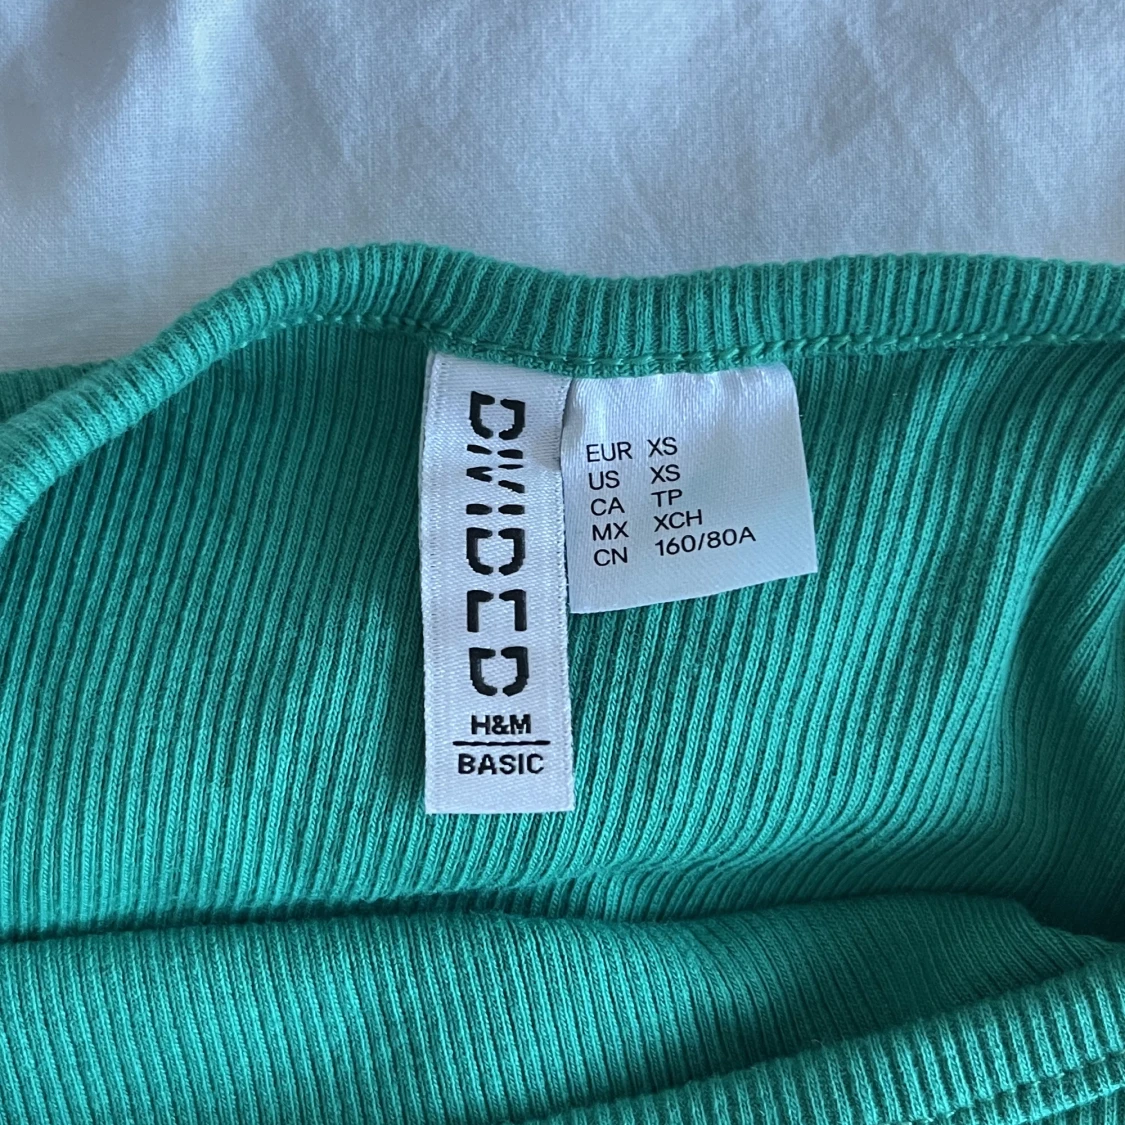 DIVIDED
H&M
BASIC
EUR XS
US XS
CA TP
MX XCH
CN 160/80A